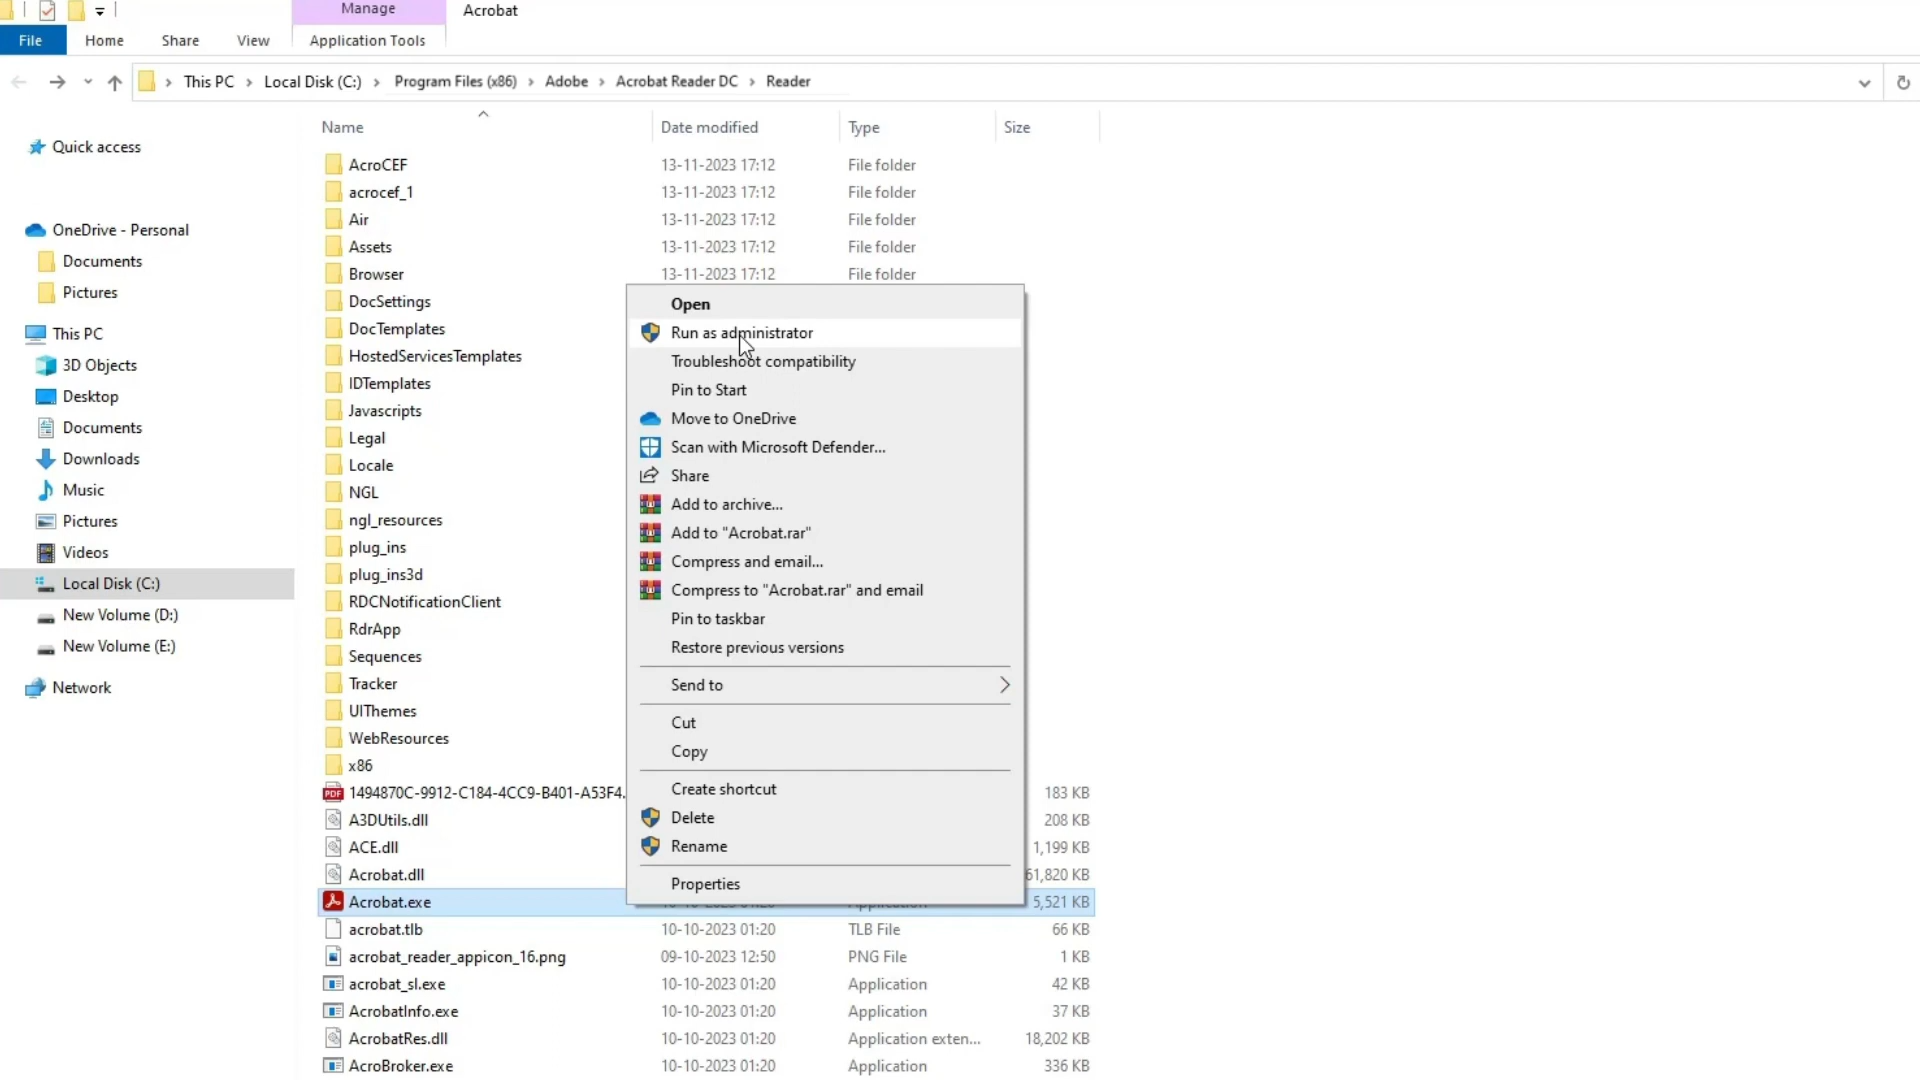 Manage
Acrobat
File
Home
Share
View
Application Tools
This PC
Local Disk (C:)
Program Files (x86)
Adobe
Acrobat Reader DC
Reader
Name
Date modified
Type
Size
Quick access
OneDrive - Personal
Documents
Pictures
This PC
3D Objects
Desktop
Documents
Downloads
Music
Pictures
Videos
Local Disk (C:)
New Volume (D:)
New Volume (E:)
Network
AcroCEF 13-11-2023 17:12 File folder
acrocef_1 13-11-2023 17:12 File folder
Air 13-11-2023 17:12 File folder
Assets 13-11-2023 17:12 File folder
Browser 13-11-2023 17:12 File folder
DocSettings
DocTemplates
HostedServicesTemplates
IDTemplates
Javascripts
Legal
Locale
NGL
ngl_resources
plug_ins
plug_ins3d
RDCNotificationClient
RdrApp
Sequences
Tracker
UIThemes
WebResources
x86
PDF 1494870C-9912-C184-4CC9-B401-A53F4. 183 KB
A3DUtils.dll 208 KB
ACE.dll 1,199 KB
Acrobat.dll 61,820 KB
Acrobat.exe 5,521 KB
acrobat.tlb 10-10-2023 01:20 TLB File 66 KB
acrobat_reader_appicon_16.png 09-10-2023 12:50 PNG File 1 KB
acrobat_sl.exe 10-10-2023 01:20 Application 42 KB
AcrobatInfo.exe 10-10-2023 01:20 Application 37 KB
AcrobatRes.dll 10-10-2023 01:20 Application exten... 18,202 KB
AcroBroker.exe 10-10-2023 01:20 Application 336 KB
Open
Run as administrator
Troubleshoot compatibility
Pin to Start
Move to OneDrive
Scan with Microsoft Defender...
Share
Add to archive...
Add to "Acrobat.rar"
Compress and email...
Compress to "Acrobat.rar" and email
Pin to taskbar
Restore previous versions
Send to
Cut
Copy
Create shortcut
Delete
Rename
Properties